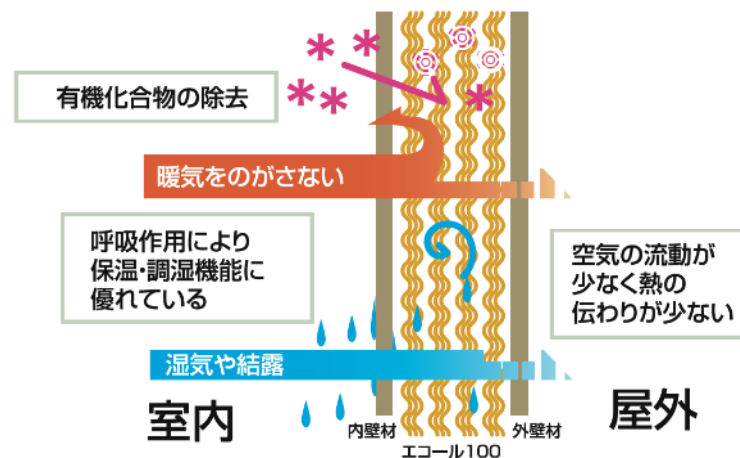 有機化合物の除去
暖気をのがさない
呼吸作用により
保温・調湿機能に
優れている
空気の流動が
少なく熱の
伝わりが少ない
湿気や結露
室内
屋外
内壁材
外壁材
エコール100